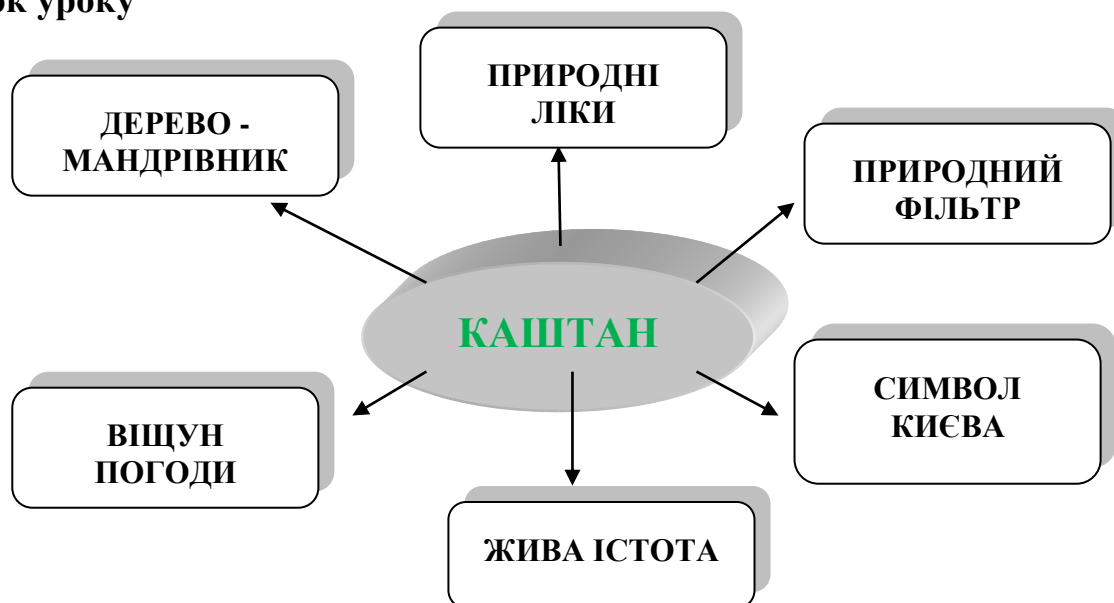 ок уроку
ПРИРОДНІ
ЛІКИ
ДЕРЕВО -
МАНДРІВНИК
ПРИРОДНИЙ
ФІЛЬТР
КАШТАН
СИМВОЛ
КИЄВА
ВІЩУН
ПОГОДИ
ЖИВА ІСТОТА